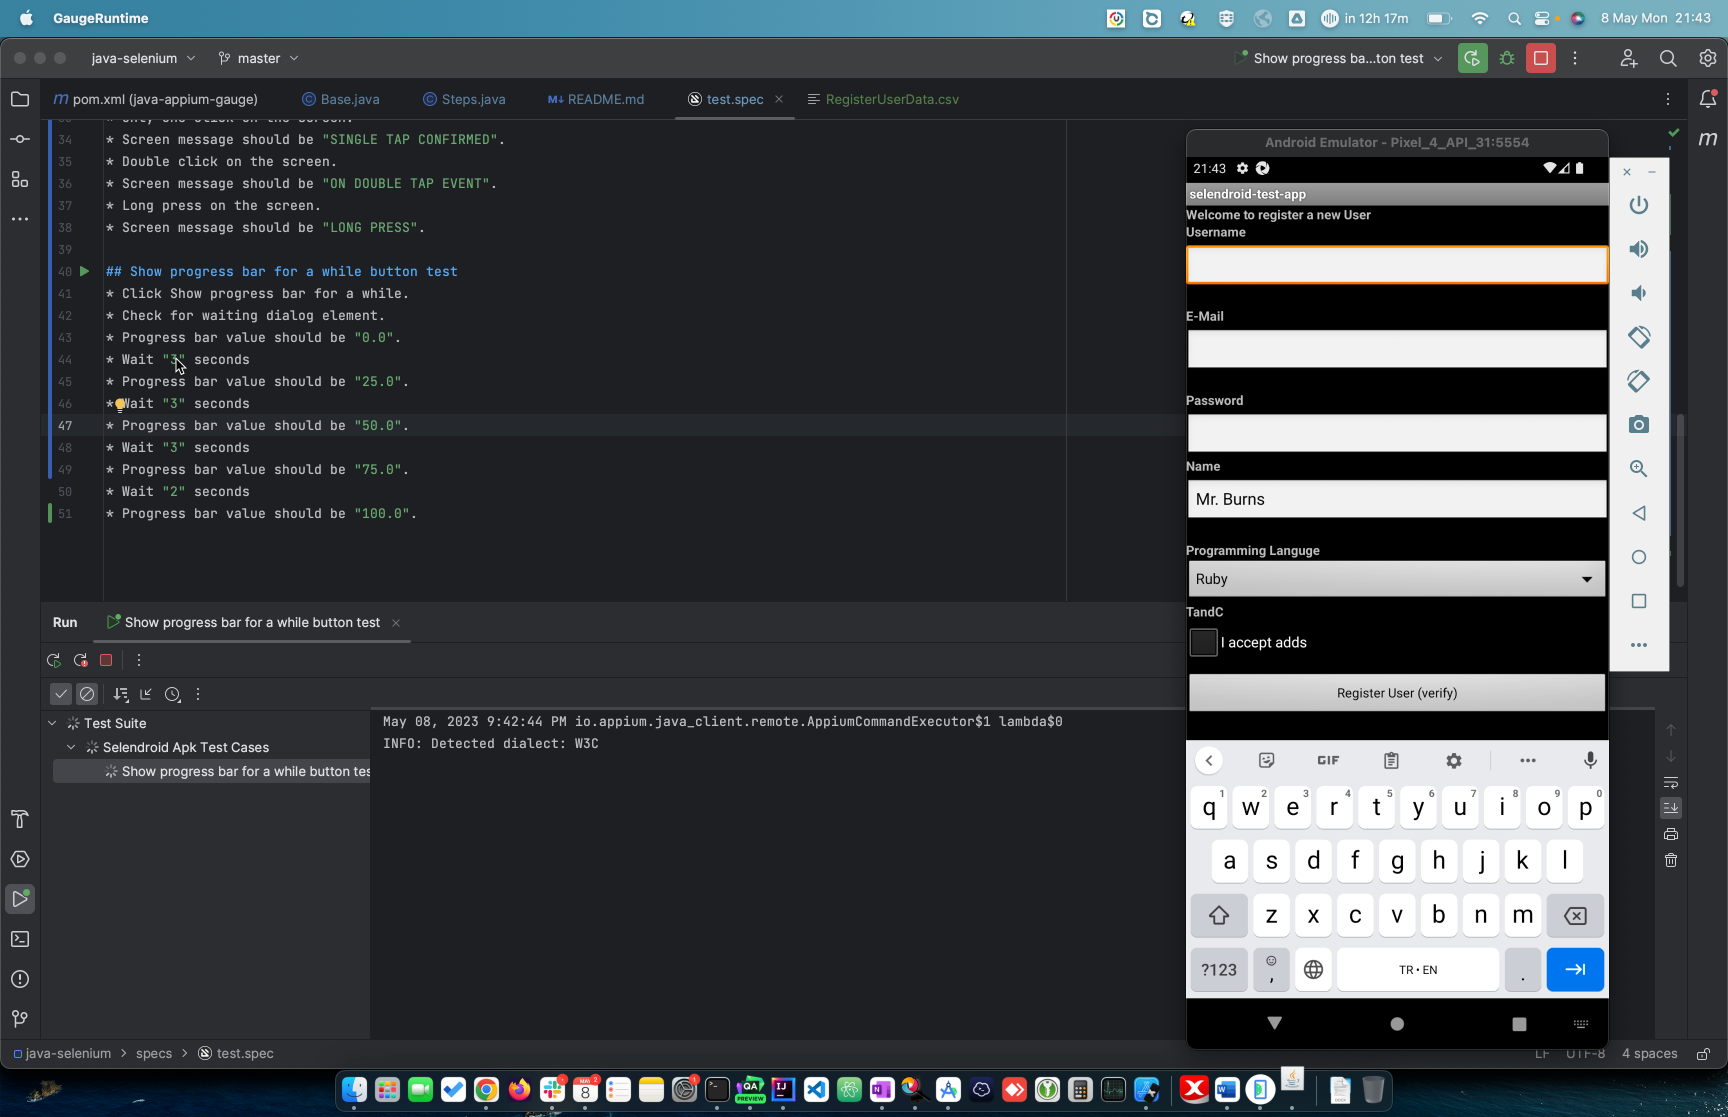 GaugeRuntime
in 12h 17m
8 May Mon 21:43
java-selenium
master
Show progress ba...ton test
pom.xml (java-appium-gauge)
Base.java
Steps.java
README.md
test.spec
RegisterUserData.csv
34 * Screen message should be "SINGLE TAP CONFIRMED".
35 * Double click on the screen.
36 * Screen message should be "ON DOUBLE TAP EVENT".
37 * Long press on the screen.
38 * Screen message should be "LONG PRESS".
39
40 ## Show progress bar for a while button test
41 * Click Show progress bar for a while.
42 * Check for waiting dialog element.
43 * Progress bar value should be "0.0".
44 * Wait "3" seconds
45 * Progress bar value should be "25.0".
46 * Wait "3" seconds
47 * Progress bar value should be "50.0".
48 * Wait "3" seconds
49 * Progress bar value should be "75.0".
50 * Wait "2" seconds
51 * Progress bar value should be "100.0".
Run
Show progress bar for a while button test
Test Suite
Selendroid Apk Test Cases
Show progress bar for a while button tes
May 08, 2023 9:42:44 PM io.appium.java_client.remote.AppiumCommandExecutor$1 lambda$0
INFO: Detected dialect: W3C
java-selenium > specs > test.spec
LF UTF-8 4 spaces
Android Emulator - Pixel_4_API_31:5554
21:43
selendroid-test-app
Welcome to register a new User
Username
E-Mail
Password
Name
Mr. Burns
Programming Languge
Ruby
TandC
I accept adds
Register User (verify)
GIF
q1 w2 e3 r4 t5 y6 u7 i8 o9 p0
a s d f g h j k l
z x c v b n m
?123 , TR • EN .